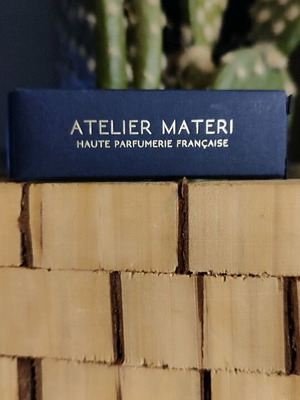 ATELIER MATERI
HAUTE PARFUMERIE FRANÇAISE